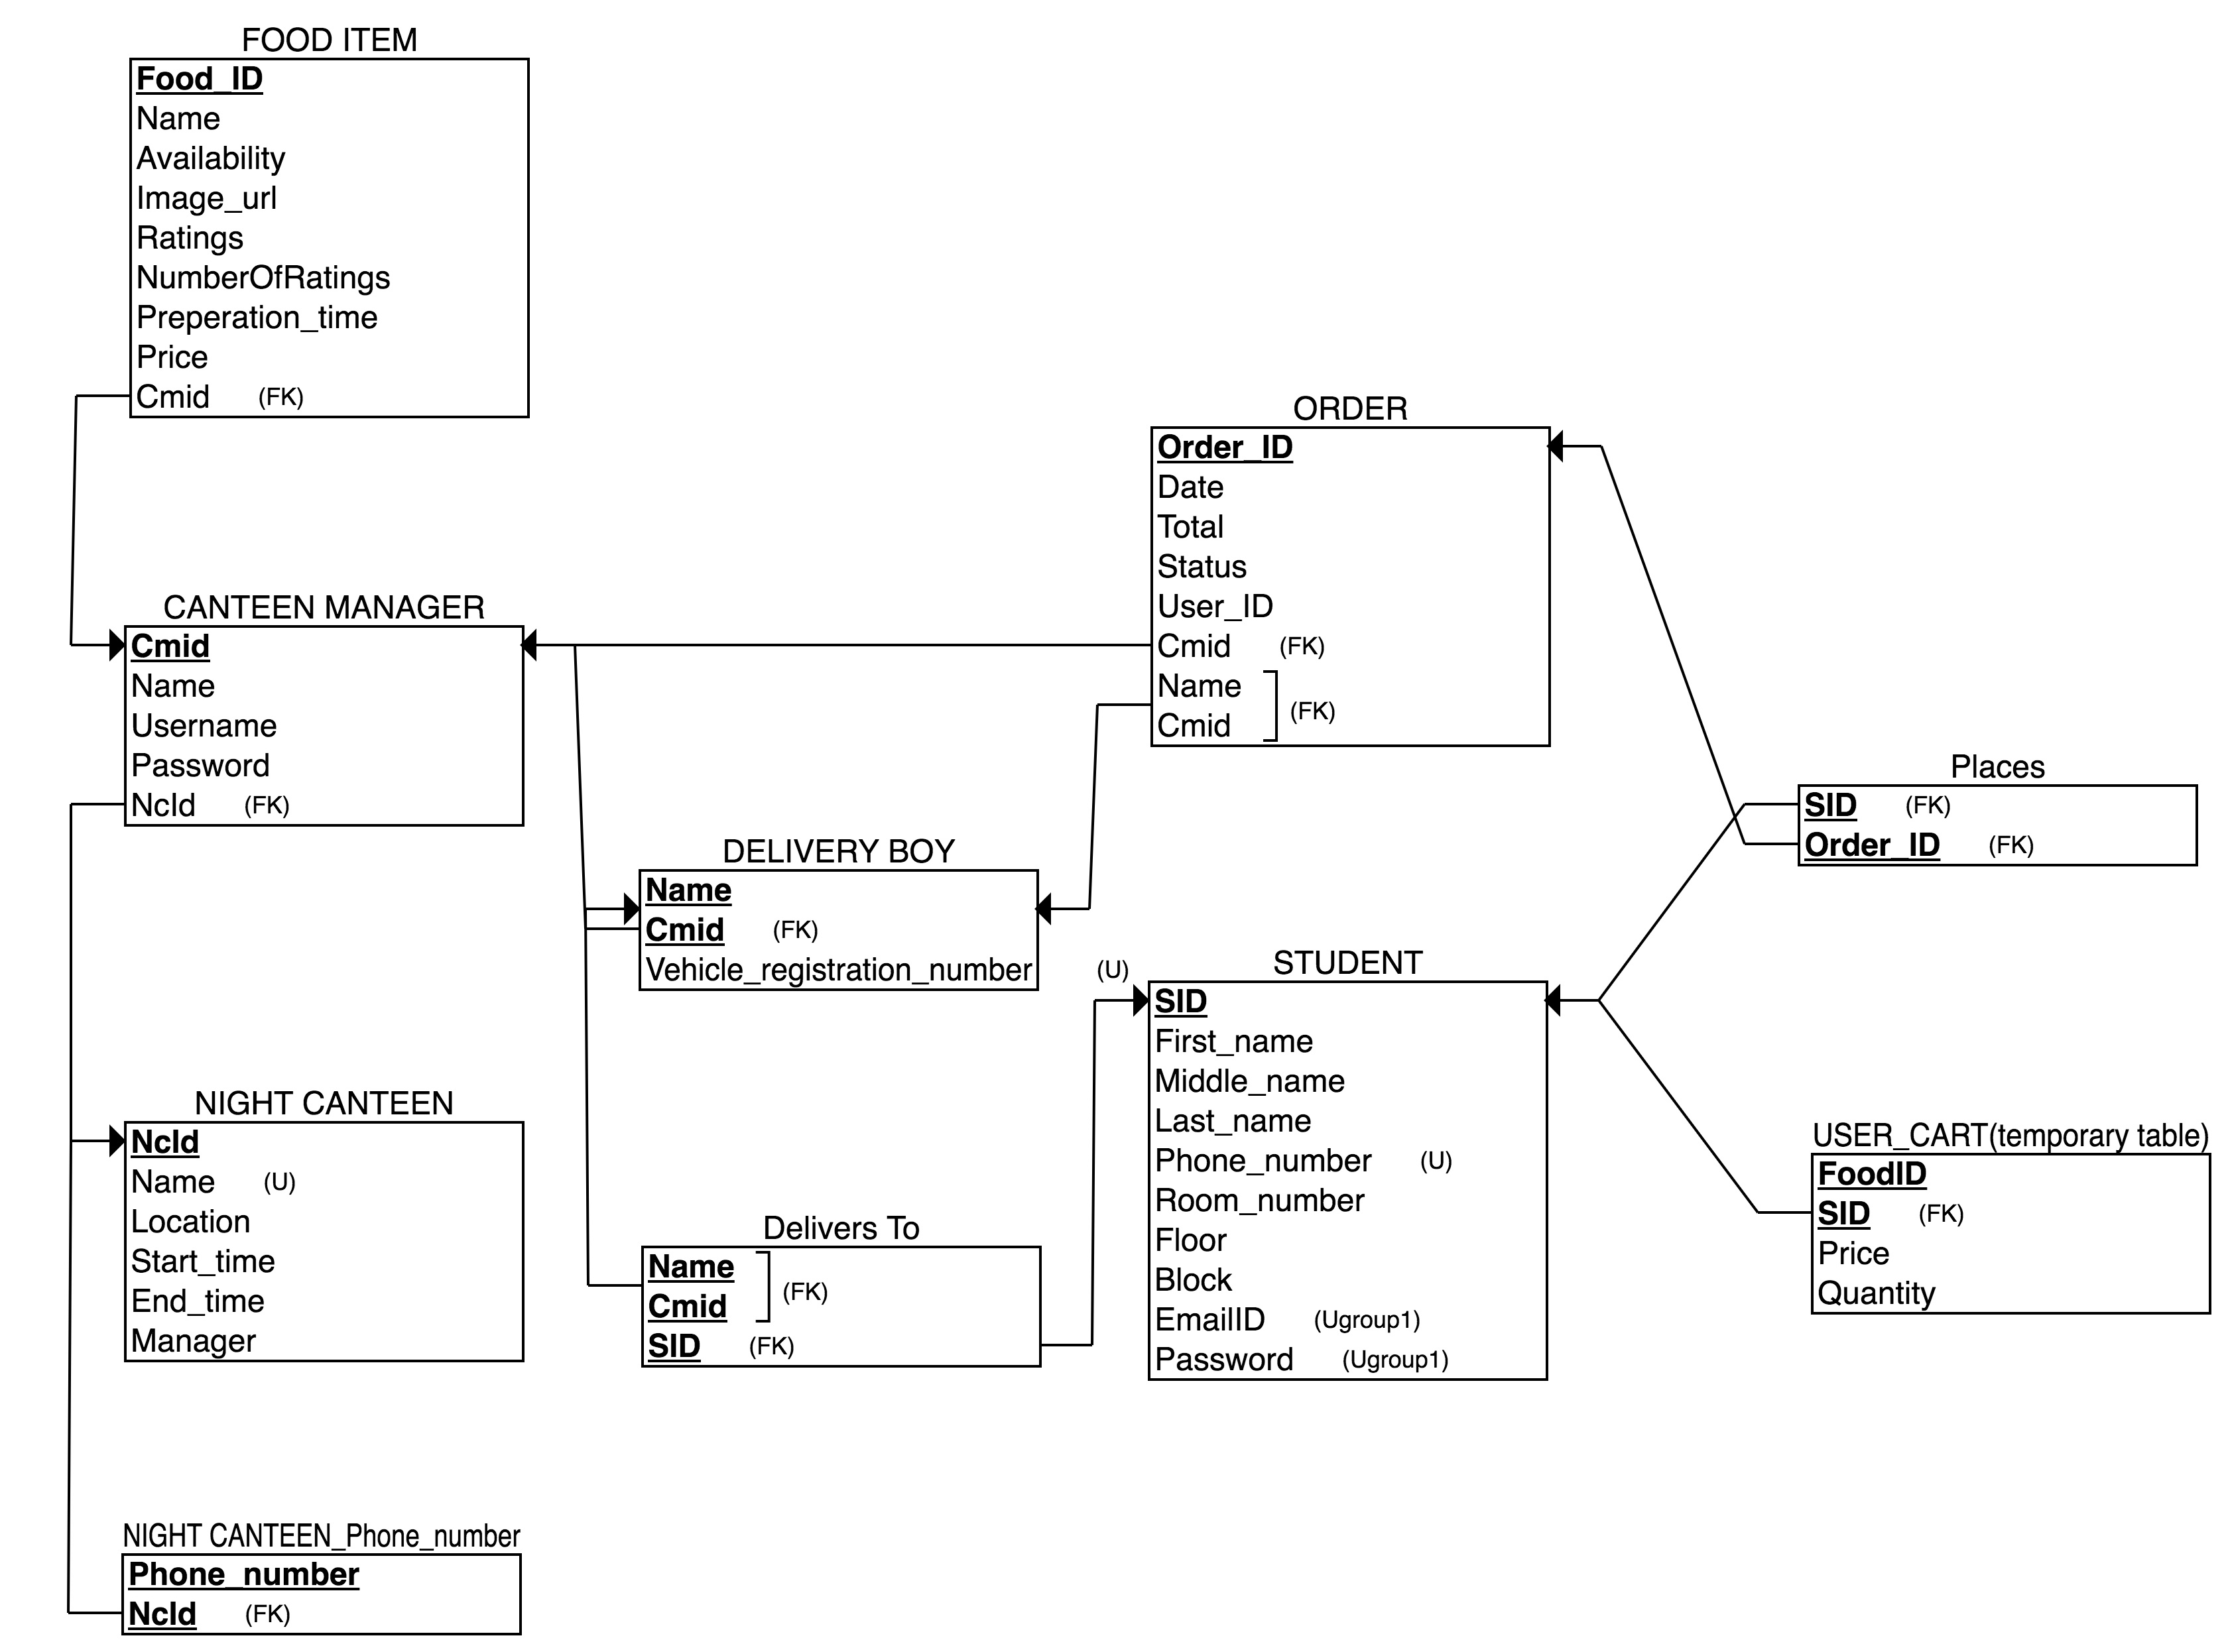 FOOD ITEM
Food_ID
Name
Availability
Image_url
Ratings
NumberOfRatings
Preperation_time
Price
Cmid (FK)
CANTEEN MANAGER
Cmid
Name
Username
Password
NcId (FK)
NIGHT CANTEEN
NcId
Name (U)
Location
Start_time
End_time
Manager
NIGHT CANTEEN_Phone_number
Phone_number
NcId (FK)
DELIVERY BOY
Name
Cmid (FK)
Vehicle_registration_number
Delivers To
Name
Cmid
(FK)
SID (FK)
ORDER
Order_ID
Date
Total
Status
User_ID
Cmid (FK)
Name
Cmid
(FK)
(U)
STUDENT
SID
First_name
Middle_name
Last_name
Phone_number (U)
Room_number
Floor
Block
EmailID (Ugroup1)
Password (Ugroup1)
Places
SID (FK)
Order_ID (FK)
USER_CART(temporary table)
FoodID
SID (FK)
Price
Quantity